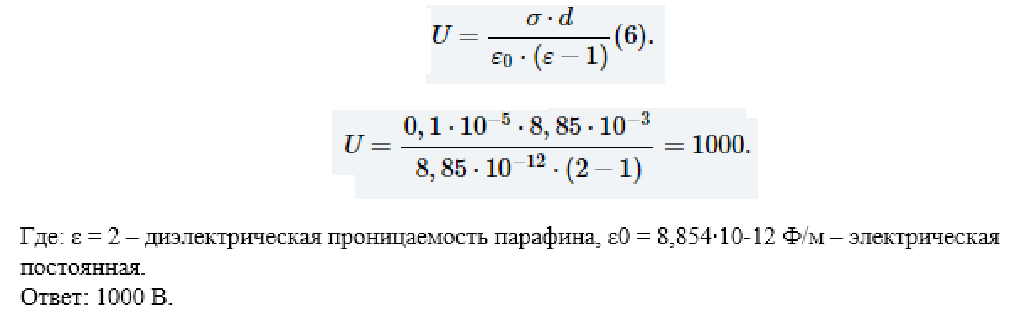 U = σ · d / ε₀ · (ε − 1) (6).
U = 0,1 · 10⁻⁵ · 8,85 · 10⁻³ / 8,85 · 10⁻¹² · (2 − 1) = 1000.
Где: ε = 2 – диэлектрическая проницаемость парафина, ε0 = 8,854·10-12 Ф/м – электрическая
постоянная.
Ответ: 1000 В.